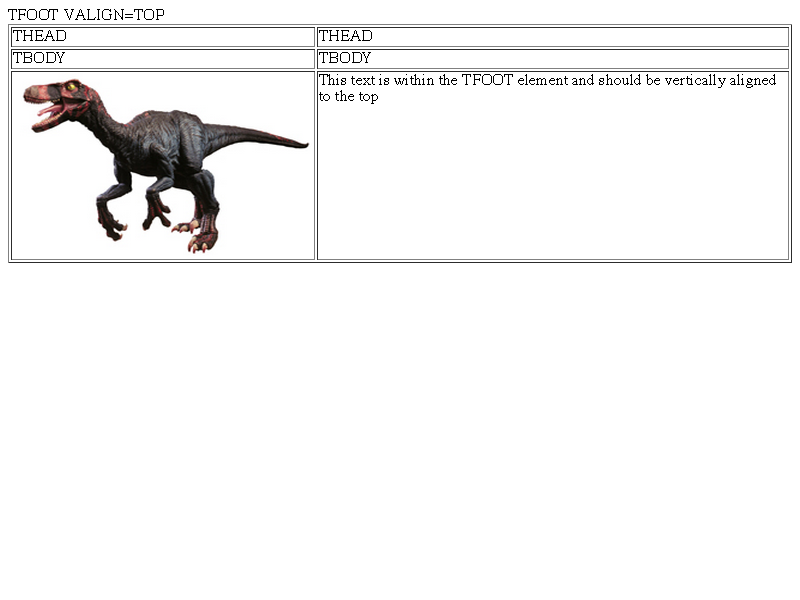 TFOOT VALIGN=TOP
THEAD THEAD
TBODY TBODY
This text is within the TFOOT element and should be vertically aligned
to the top